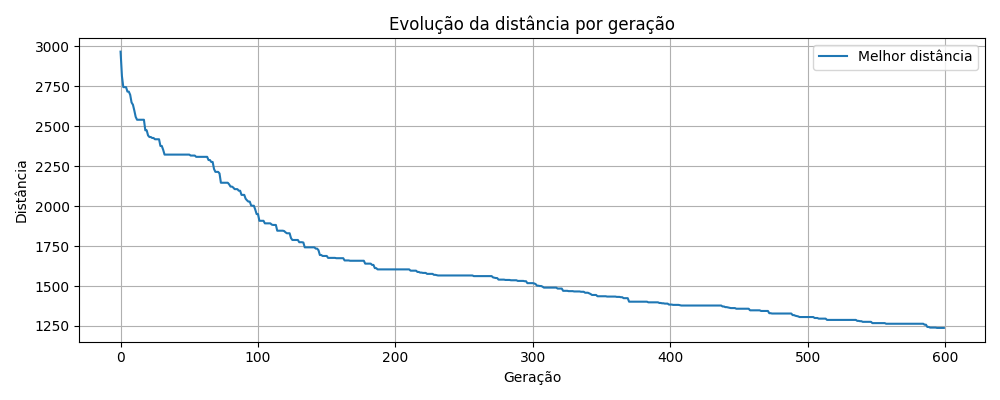 Evolução da distância por geração
Melhor distância
Distância
3000
2750
2500
2250
2000
1750
1500
1250
0 100 200 300 400 500 600
Geração